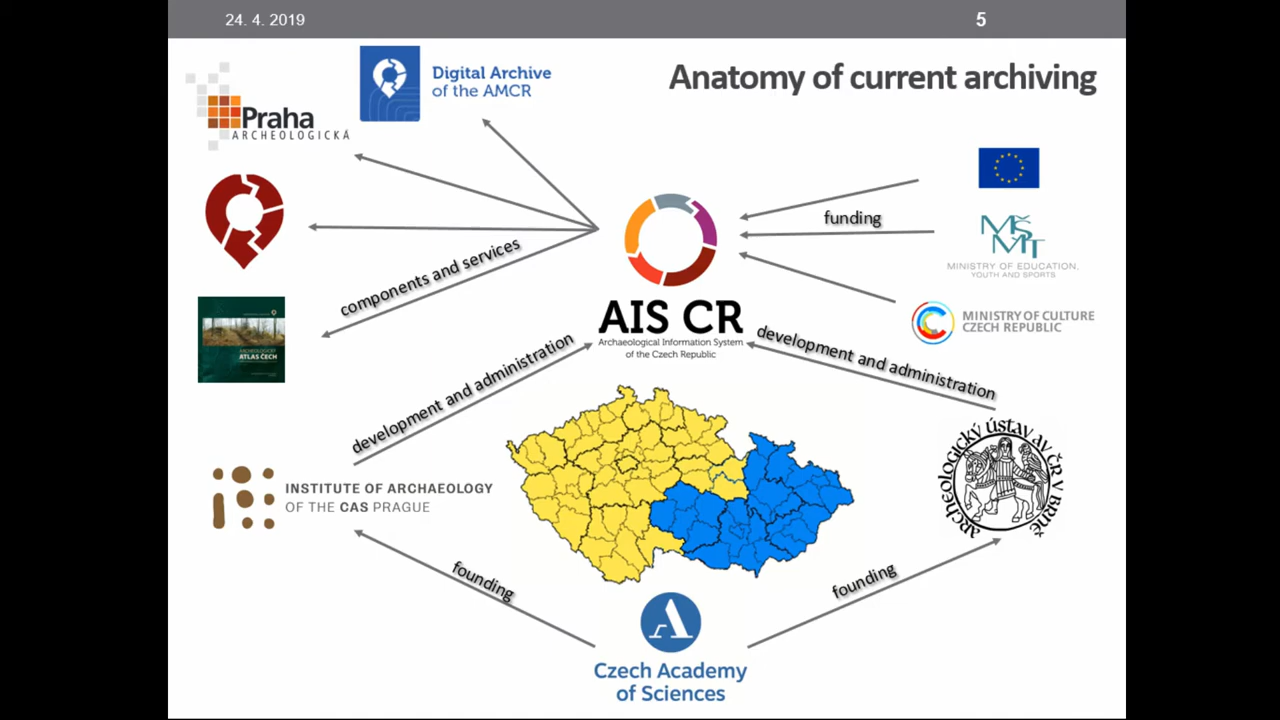 24. 4. 2019
5
Anatomy of current archiving
Digital Archive
of the AMCR
Praha
ARCHEOLOGICKÁ
components and services
ATLAS ČECH
AIS CR
Archaeological Information System
of the Czech Republic
funding
MŠMT
MINISTRY OF EDUCATION,
YOUTH AND SPORTS
MINISTRY OF CULTURE
CZECH REPUBLIC
development and administration
development and administration
INSTITUTE OF ARCHAEOLOGY
OF THE CAS PRAGUE
ARCHEOLOGICKÝ ÚSTAV AV ČR V BRNĚ
founding
founding
Czech Academy
of Sciences